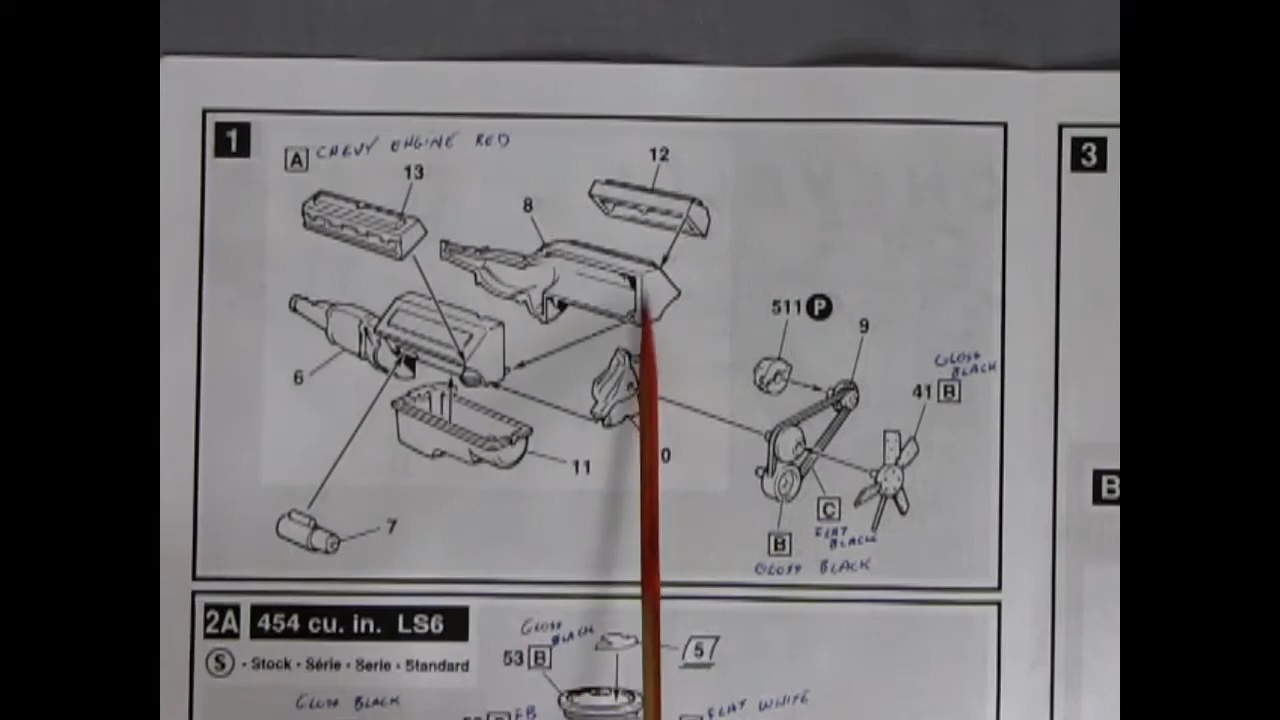 1
A CHEVY ENGINE RED
13
12
8
511 P
9
6
GLOSS
BLACK
41 B
11
0
7
C
FLAT
BLACK
B
GLOSS BLACK
3
B
2A 454 cu. in. LS6
S - Stock - Série - Serie - Standard
GLOSS
BLACK
53 B
5
GLOSS BLACK
FLAT WHITE